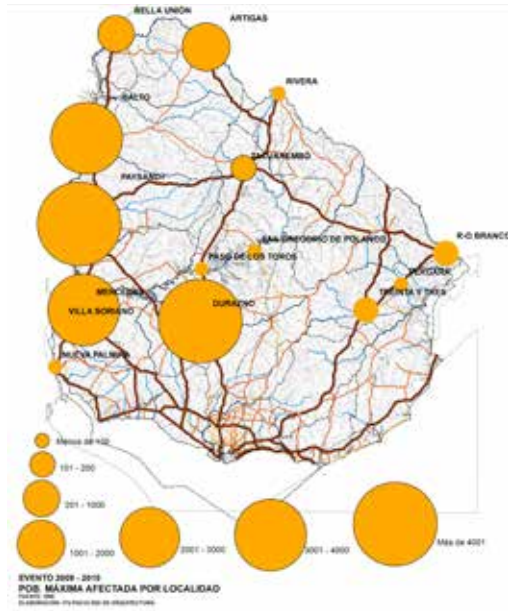 BELLA UNIÓN
ARTIGAS
RIVERA
SALTO
TACUAREMBO
PAYSANDÚ
SAN GREGORIO DE POLANCO
RIO BRANCO
PASO DE LOS TOROS
VERGARA
MERCEDES
DURAZNO
TREINTA Y TRES
VILLA SORIANO
NUEVA PALMIRA
Menos de 100
101 - 200
201 - 1000
1001 - 2000
2001 - 3000
3001 - 4000
Más de 4001
EVENTO 2009 - 2010
POB. MÁXIMA AFECTADA POR LOCALIDAD